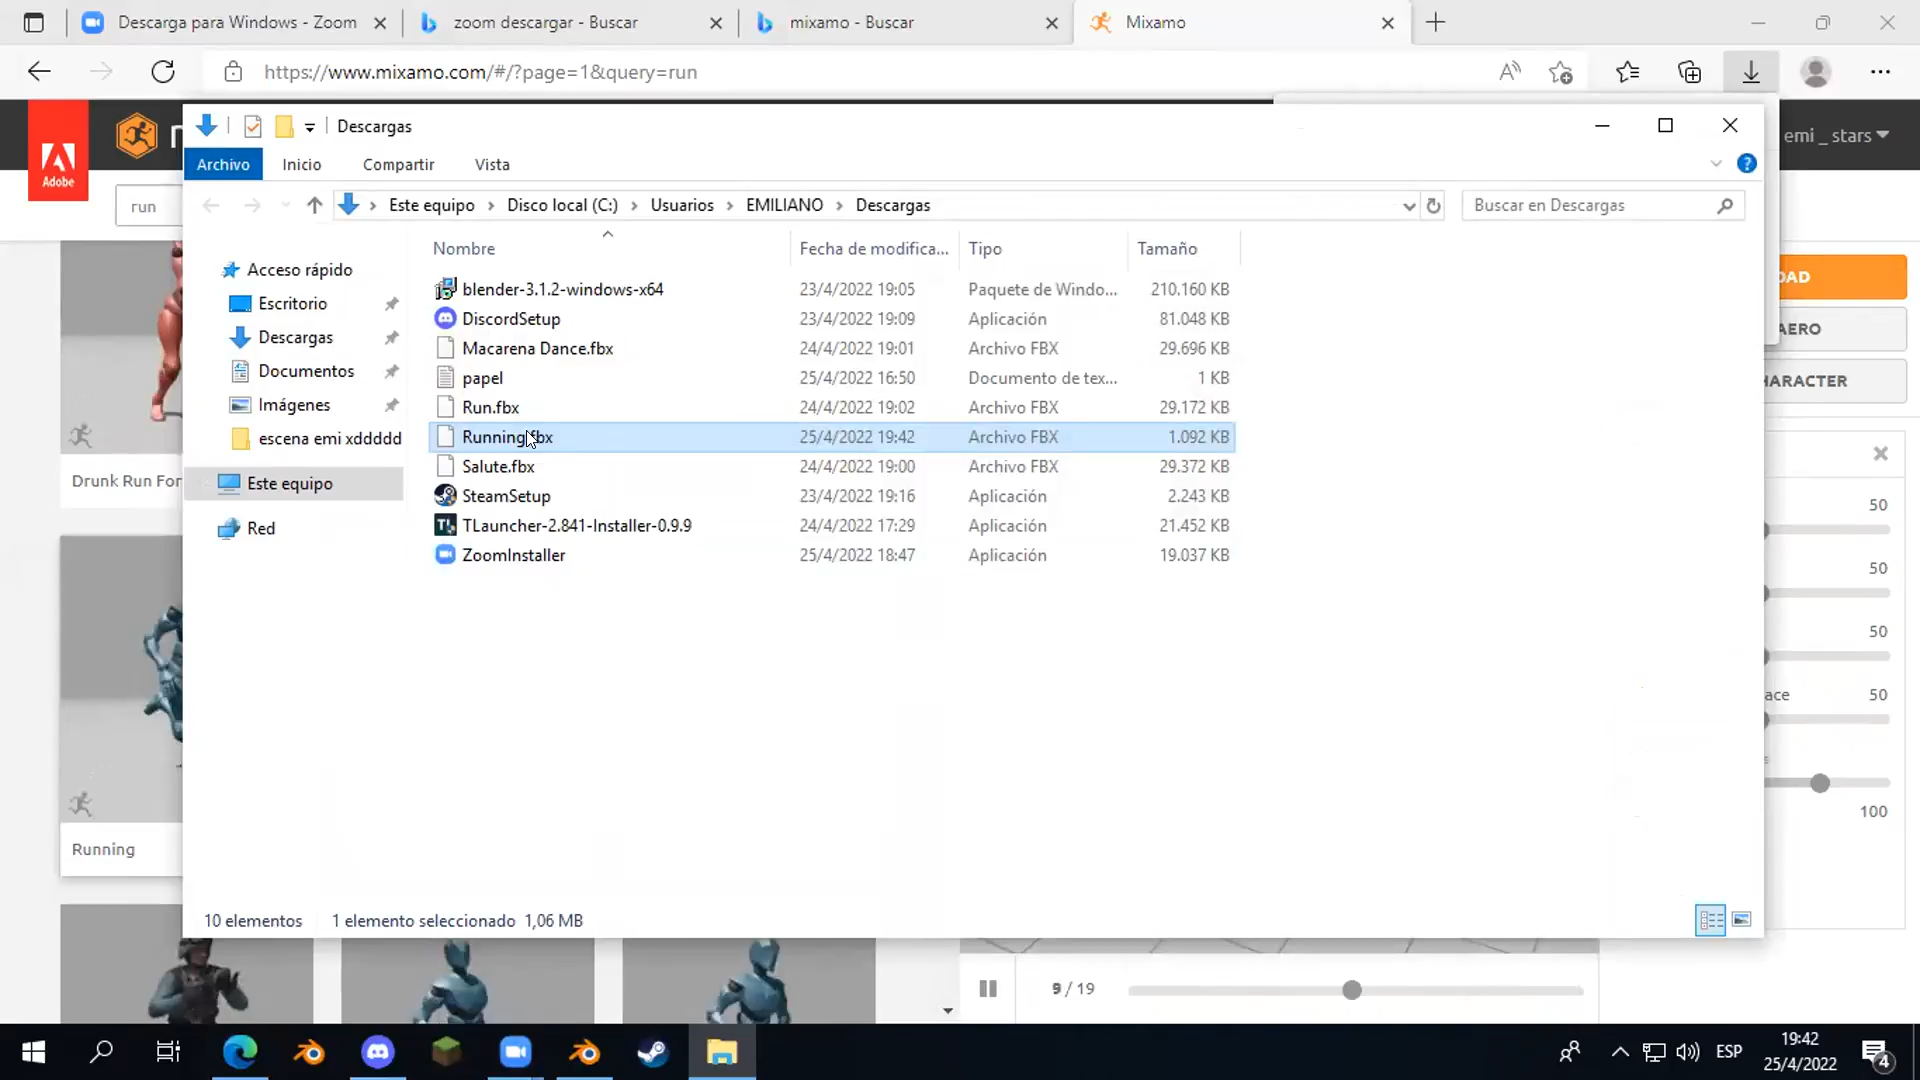 Descarga para Windows - Zoom
zoom descargar - Buscar
mixamo - Buscar
Mixamo
https://www.mixamo.com/#/?page=1&query=run
Adobe
emi _ stars
run
Descargas
Archivo
Inicio
Compartir
Vista
Este equipo > Disco local (C:) > Usuarios > EMILIANO > Descargas
Buscar en Descargas
Acceso rápido
Escritorio
Descargas
Documentos
Imágenes
escena emi xddddd
Este equipo
Red
Nombre Fecha de modifica... Tipo Tamaño
blender-3.1.2-windows-x64 23/4/2022 19:05 Paquete de Windo... 210.160 KB
DiscordSetup 23/4/2022 19:09 Aplicación 81.048 KB
Macarena Dance.fbx 24/4/2022 19:01 Archivo FBX 29.696 KB
papel 25/4/2022 16:50 Documento de tex... 1 KB
Run.fbx 24/4/2022 19:02 Archivo FBX 29.172 KB
Running.fbx 25/4/2022 19:42 Archivo FBX 1.092 KB
Salute.fbx 24/4/2022 19:00 Archivo FBX 29.372 KB
SteamSetup 23/4/2022 19:16 Aplicación 2.243 KB
TLauncher-2.841-Installer-0.9.9 24/4/2022 17:29 Aplicación 21.452 KB
ZoomInstaller 25/4/2022 18:47 Aplicación 19.037 KB
10 elementos 1 elemento seleccionado 1,06 MB
Drunk Run For
Running
OAD
AERO
HARACTER
50
50
50
ace 50
100
9 / 19
ESP
19:42
25/4/2022
4